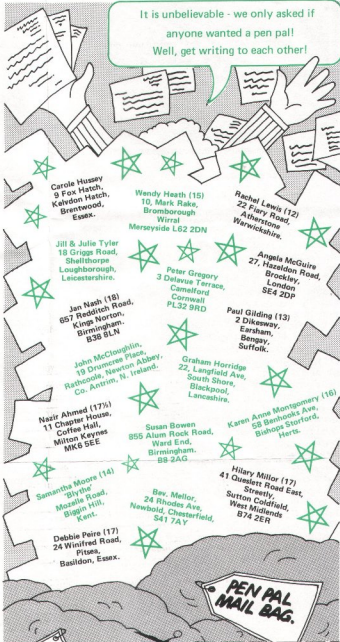 It is unbelievable - we only asked if
anyone wanted a pen pal!
Well, get writing to each other!
Carole Hussey
9 Fox Hatch,
Kelvdon Hatch,
Brentwood,
Essex.
Wendy Heath (15)
10, Mark Rake,
Bromborough
Wirral
Merseyside L62 2DN
Rachel Lewis (12)
22 Fiary Road,
Atherstone
Warwickshire.
Jill & Julie Tyler
18 Griggs Road,
Shellthorpe
Loughborough,
Leicestershire.
Peter Gregory
3 Delavue Terrace,
Camelford
Cornwall
PL32 9RD
Angela McGuire
27, Hazeldon Road,
Brockley,
London
SE4 2DP
Jan Nash (18)
657 Redditch Road,
Kings Norton,
Birmingham.
B38 8LN
Paul Gilding (13)
2 Dikesway,
Earsham,
Bengay,
Suffolk.
John McCloughlin,
19 Drumcree Place,
Rathcoole, Newton Abbey,
Co. Antrim, N. Ireland.
Graham Horridge
22, Langfield Ave,
South Shore,
Blackpool,
Lancashire.
Nazir Ahmed (17½)
11 Chapter House,
Coffee Hall,
Milton Keynes
MK6 5EE
Susan Bowen
855 Alum Rock Road,
Ward End,
Birmingham.
B8 2AG
Karen Anne Montgomery (16)
58 Benhooks Ave,
Bishops Storford,
Herts.
Samantha Moore (14)
"Blythe"
Mozelle Road,
Biggin Hill,
Kent.
Bev. Mellor,
24 Rhodes Ave,
Newbold, Chesterfield,
S41 7AY
Hilary Millor (17)
41 Queslett Road East,
Streetly,
Sutton Coldfield,
West Midlands
B74 2ER
Debbie Peire (17)
24 Winifred Road,
Pitsea,
Basildon, Essex.
PEN PAL
MAIL BAG.